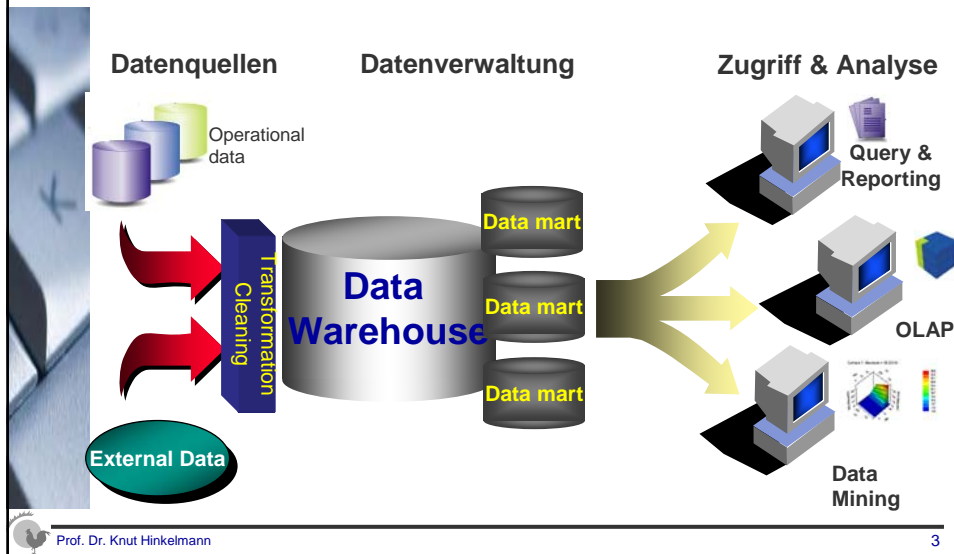 Datenquellen
Datenverwaltung
Zugriff & Analyse
Operational
data
Query &
Reporting
Transformation
Cleaning
Data
Warehouse
Data mart
Data mart
Data mart
OLAP
External Data
Data
Mining
Prof. Dr. Knut Hinkelmann
3